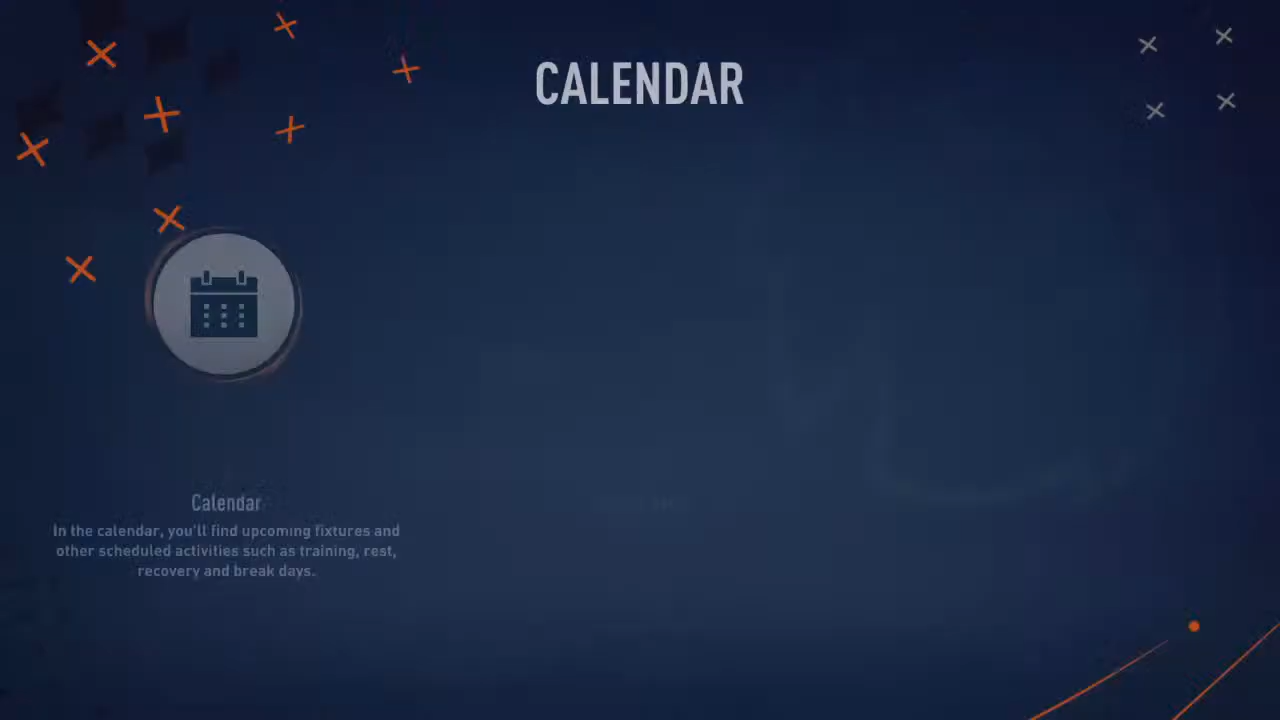 CALENDAR
Calendar
In the calendar, you'll find upcoming fixtures and
other scheduled activities such as training, rest,
recovery and break days.